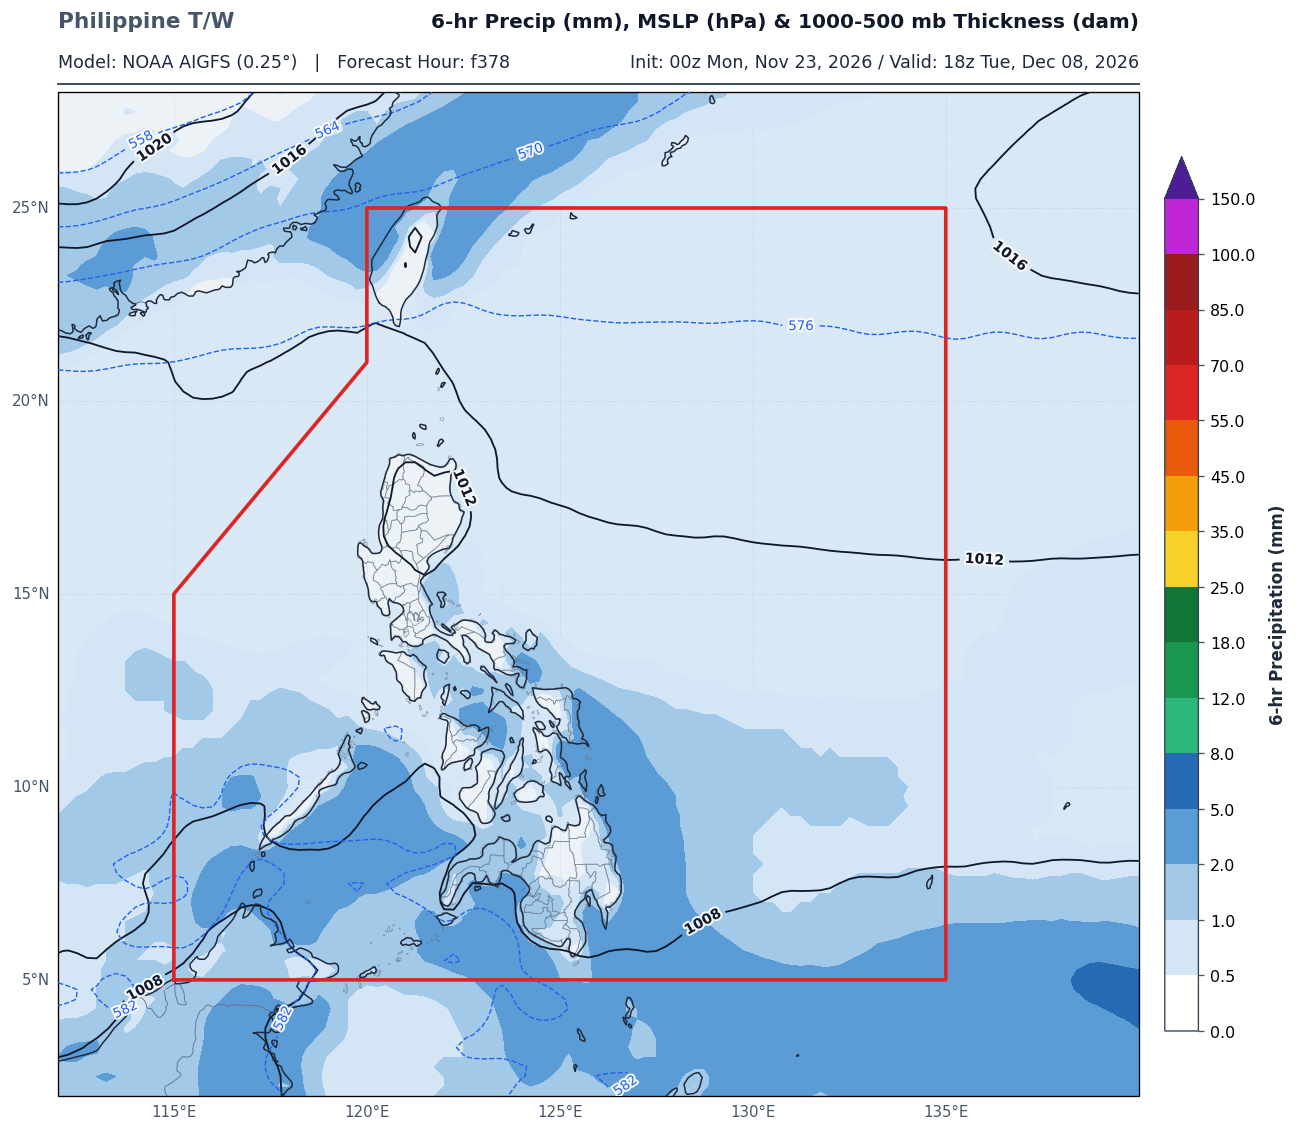 Philippine T/W
6-hr Precip (mm), MSLP (hPa) & 1000-500 mb Thickness (dam)
Model: NOAA AIGFS (0.25°) | Forecast Hour: f378
Init: 00z Mon, Nov 23, 2026 / Valid: 18z Tue, Dec 08, 2026
558
1020
564
1016
570
25°N
1016
576
20°N
1012
1012
15°N
10°N
1008
5°N
1008
582
582
582
115°E
120°E
125°E
130°E
135°E
150.0
100.0
85.0
70.0
55.0
45.0
35.0
25.0
18.0
12.0
8.0
5.0
2.0
1.0
0.5
0.0
6-hr Precipitation (mm)